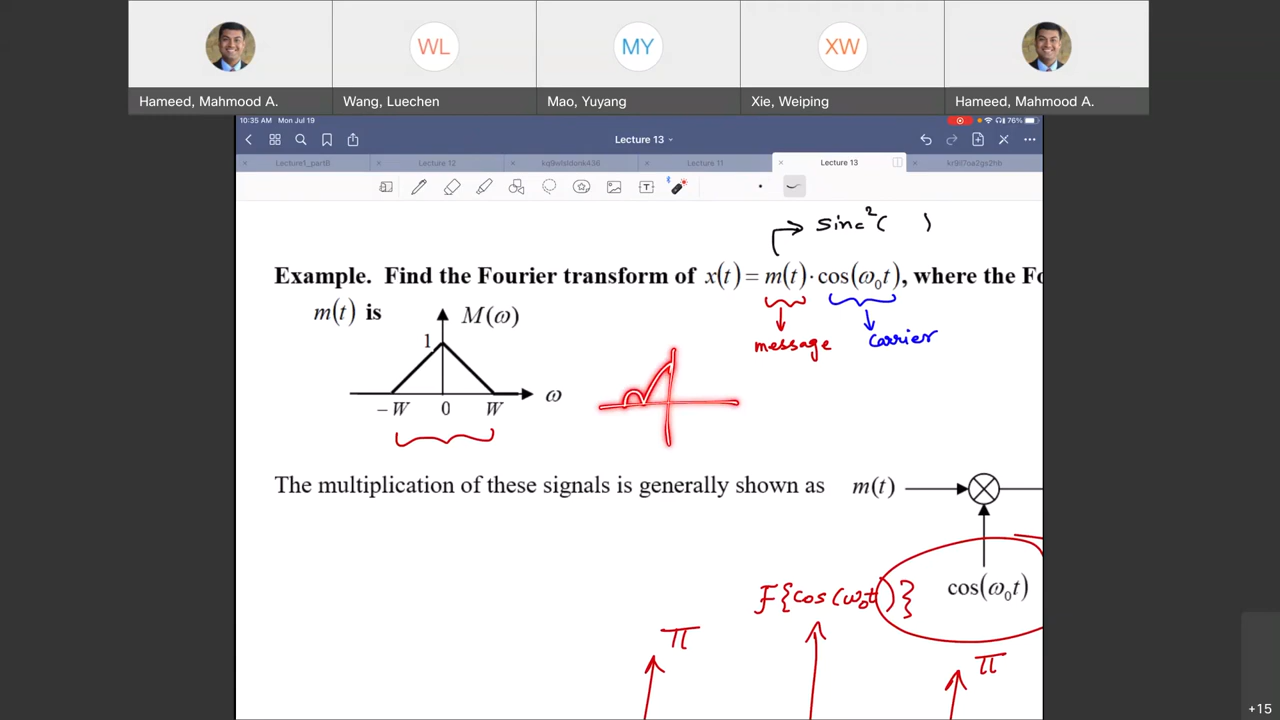 WL MY XW
Hameed, Mahmood A. Wang, Luechen Mao, Yuyang Xie, Weiping Hameed, Mahmood A.
10:35 AM Mon Jul 19 76%
Lecture 13
Lecture1_part8 Lecture 12 kq9wlsldonk436 Lecture 11 Lecture 13 kr9ll7oa2gs2hb
sinc²( )
Example. Find the Fourier transform of x(t) = m(t) · cos(ω₀t), where the Fo
m(t) is
M(ω)
1
message carrier
−W 0 W ω
The multiplication of these signals is generally shown as m(t)
F{cos(ω₀t)} cos(ω₀t)
π π
+15